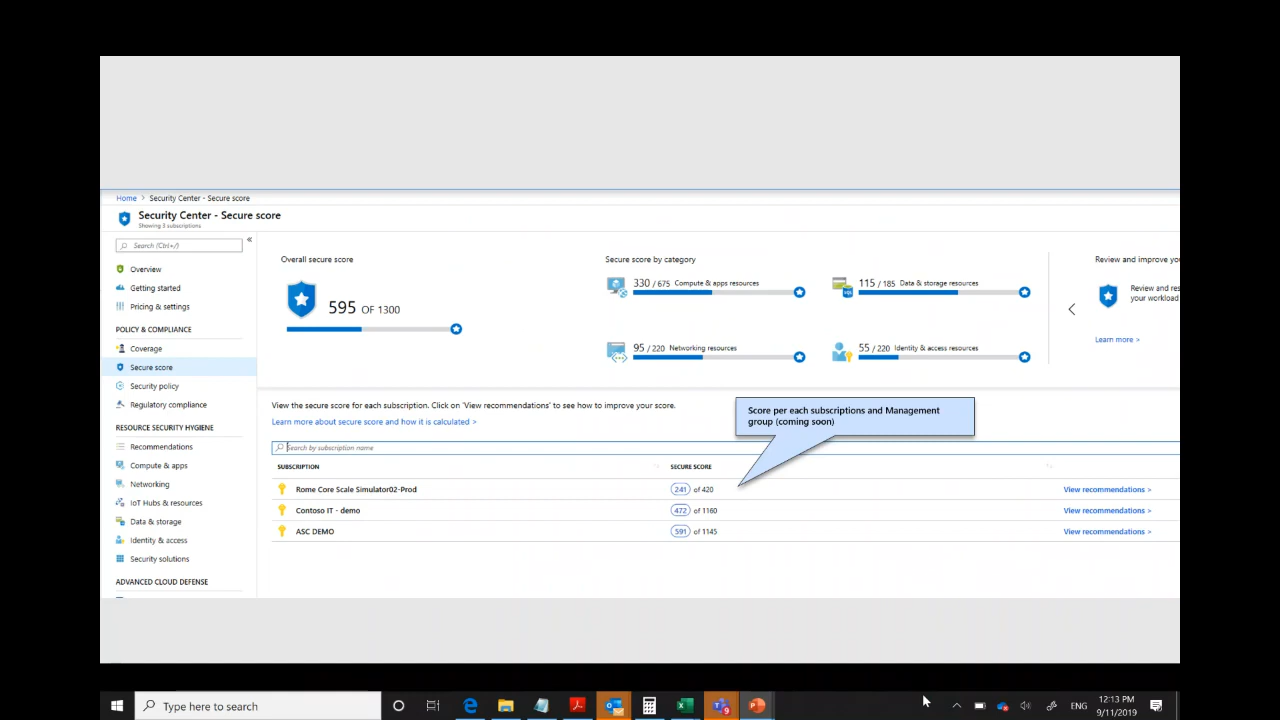 Home > Security Center - Secure score
Security Center - Secure score
Showing 3 subscriptions
Search (Ctrl+/)
«
Overview
Getting started
Pricing & settings
POLICY & COMPLIANCE
Coverage
Secure score
Security policy
Regulatory compliance
RESOURCE SECURITY HYGIENE
Recommendations
Compute & apps
Networking
IoT Hubs & resources
Data & storage
Identity & access
Security solutions
ADVANCED CLOUD DEFENSE
Overall secure score
595 OF 1300
Secure score by category
330 / 675 Compute & apps resources
115 / 185 Data & storage resources
95 / 220 Networking resources
55 / 220 Identity & access resources
Review and improve you
Review and res
your workload
Learn more >
View the secure score for each subscription. Click on 'View recommendations' to see how to improve your score.
Learn more about secure score and how it is calculated >
Score per each subscriptions and Management
group (coming soon)
Search by subscription name
SUBSCRIPTION SECURE SCORE
Rome Core Scale Simulator02-Prod 241 of 420 View recommendations >
Contoso IT - demo 472 of 1160 View recommendations >
ASC DEMO 591 of 1145 View recommendations >
Type here to search
9
ENG
12:13 PM
9/11/2019